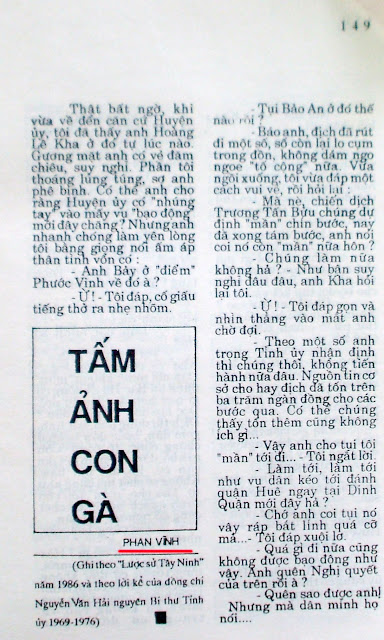 149
Thật bất ngờ, khi
vừa về đến căn cứ Huyện
ủy, tôi đã thấy anh Hoàng
Lê Kha ở đó tự lúc nào.
Gương mặt anh có vẻ đăm
chiêu, suy nghĩ. Phần tôi
thoáng lúng túng, sợ anh
phê bình. Có thể anh cho
rằng Huyện ủy có "nhúng
tay" vào mấy vụ "bạo động"
mới đây chăng? Nhưng anh
nhanh chóng làm yên lòng
tôi bằng giọng nói ấm áp
thân tình vốn có :
- Anh Bảy ở "điểm"
Phước Vinh về đó à ?
- Ừ! - Tôi đáp, cố giấu
tiếng thở ra nhẹ nhõm.
TẤM
ẢNH
CON
GÀ
PHAN VĨNH
(Ghi theo "Lược sử Tây Ninh"
năm 1986 và theo lời kể của đồng chí
Nguyễn Văn Hải nguyên Bí thư Tỉnh
ủy 1969-1976)
- Tụi Bảo An ở đó thế
nào rồi ?
- Báo anh, địch đã rút
đi một số, số còn lại lo cụm
trong đồn, không dám ngo
ngoe "tố cộng" nữa. Vừa
ngồi xuống, tôi vừa đáp một
cách vui vẻ, rồi hỏi lại :
- Mà nè, chiến dịch
Trương Tấn Bửu chúng dự
định "mần" chín bước, nay
đã xong tám bước, anh nói
coi nó còn "mần" nữa hôn ?
- Chúng làm nữa
không hả ? - Như bận suy
nghĩ đâu đâu, anh Kha hỏi
lại tôi.
- Ừ! - Tôi đáp gọn và
nhìn thẳng vào mắt anh
chờ đợi.
- Theo một số anh
trong Tỉnh ủy nhận định
thì chúng thôi, không tiến
hành nữa đâu. Nguồn tin cơ
sở cho hay địch đã tốn trên
ba trăm ngàn đồng cho các
bước qua. Có thể chúng
thấy tốn thêm cũng không
ích gì...
- Vậy anh cho tụi tôi
"mần" tới đi... - Tôi ngắt lời.
- Làm tới, làm tới
như vụ dân kéo tới đánh
quận Huê ngay tại Dinh
Quận mới đây hả ?
- Chớ anh coi tụi nó
vây ráp bắt lính quá cỡ
mà...- Tôi đáp xuôi lơ.
- Quá gì đi nữa cũng
không được bạo động như
vậy. Anh quên Nghị quyết
của trên rồi à ?
- Quên sao được anh!
Nhưng mà dân mình họ
nói....